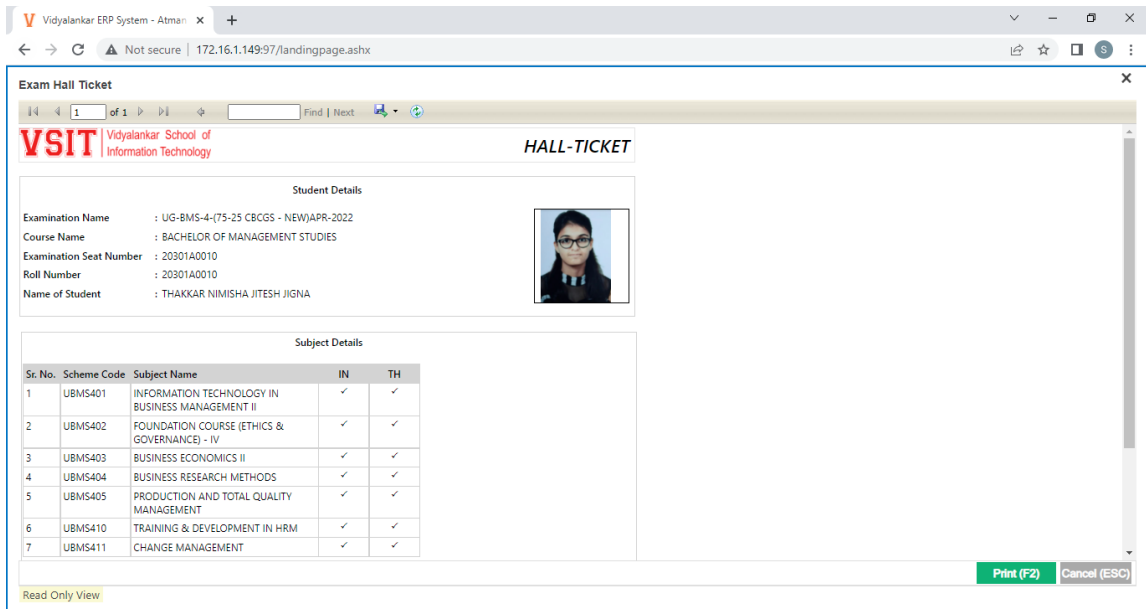 Vidyalankar ERP System - Atman
Not secure | 172.16.1.149:97/landingpage.ashx
S
Exam Hall Ticket
1 of 1 Find | Next
VSIT Vidyalankar School of
Information Technology
HALL-TICKET
Student Details
Examination Name : UG-BMS-4-(75-25 CBCGS - NEW)APR-2022
Course Name : BACHELOR OF MANAGEMENT STUDIES
Examination Seat Number : 20301A0010
Roll Number : 20301A0010
Name of Student : THAKKAR NIMISHA JITESH JIGNA
Subject Details
Sr. No. Scheme Code Subject Name IN TH
1 UBMS401 INFORMATION TECHNOLOGY IN ✓ ✓
BUSINESS MANAGEMENT II
2 UBMS402 FOUNDATION COURSE (ETHICS & ✓ ✓
GOVERNANCE) - IV
3 UBMS403 BUSINESS ECONOMICS II ✓ ✓
4 UBMS404 BUSINESS RESEARCH METHODS ✓ ✓
5 UBMS405 PRODUCTION AND TOTAL QUALITY ✓ ✓
MANAGEMENT
6 UBMS410 TRAINING & DEVELOPMENT IN HRM ✓ ✓
7 UBMS411 CHANGE MANAGEMENT ✓ ✓
Print (F2) Cancel (ESC)
Read Only View